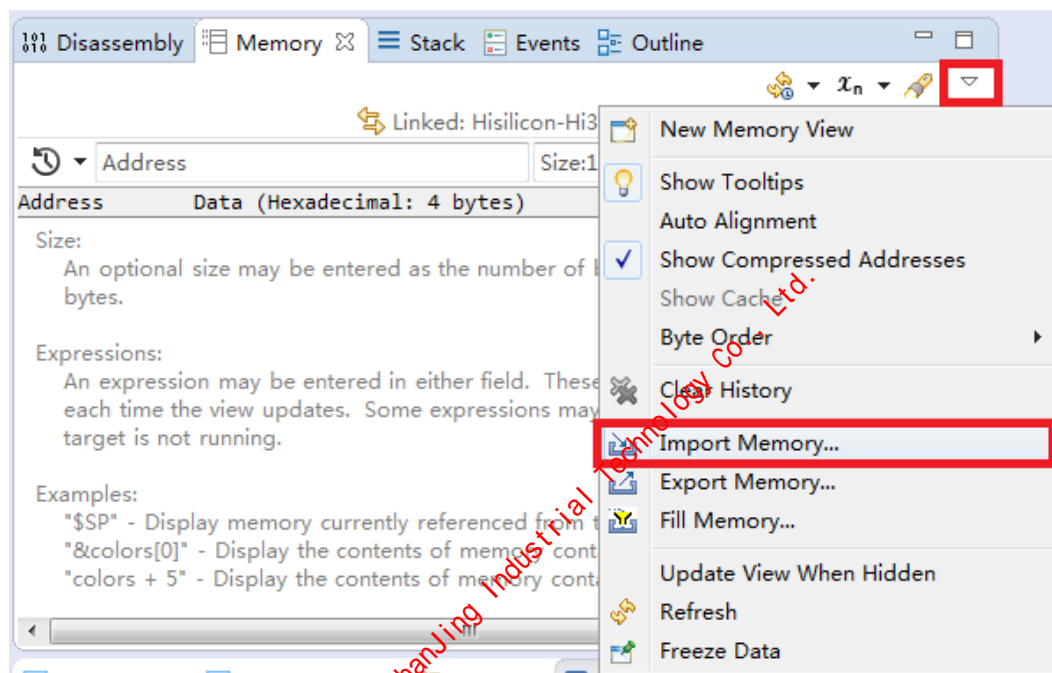 Disassembly Memory Stack Events Outline
Linked: Hisilicon-Hi3
Address Size:1
Address Data (Hexadecimal: 4 bytes)
Size:
An optional size may be entered as the number of
bytes.
Expressions:
An expression may be entered in either field. These
each time the view updates. Some expressions may
target is not running.
Examples:
"$SP" - Display memory currently referenced from
"&colors[0]" - Display the contents of memory
"colors + 5" - Display the contents of memory
New Memory View
Show Tooltips
Auto Alignment
Show Compressed Addresses
Show Cache
Byte Order
Clear History
Import Memory...
Export Memory...
Fill Memory...
Update View When Hidden
Refresh
Freeze Data
Industrial Technology Co., Ltd.